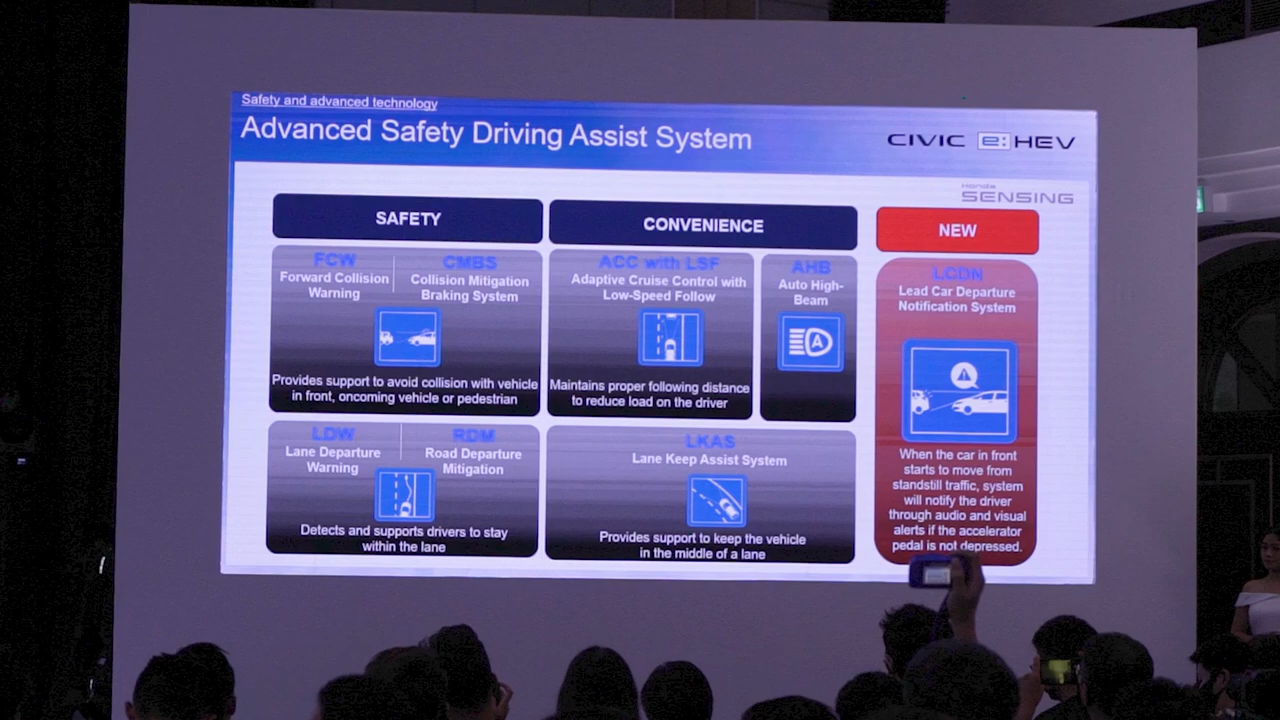 Safety and advanced technology
Advanced Safety Driving Assist System
CIVIC e:HEV
Honda
SENSING
SAFETY
CONVENIENCE
NEW
FCW
Forward Collision
Warning
CMBS
Collision Mitigation
Braking System
Provides support to avoid collision with vehicle
in front, oncoming vehicle or pedestrian
ACC with LSF
Adaptive Cruise Control with
Low-Speed Follow
Maintains proper following distance
to reduce load on the driver
AHB
Auto High-
Beam
A
LCDN
Lead Car Departure
Notification System
When the car in front
starts to move from
standstill traffic, system
will notify the driver
through audio and visual
alerts if the accelerator
pedal is not depressed.
LDW
Lane Departure
Warning
RDM
Road Departure
Mitigation
Detects and supports drivers to stay
within the lane
LKAS
Lane Keep Assist System
Provides support to keep the vehicle
in the middle of a lane